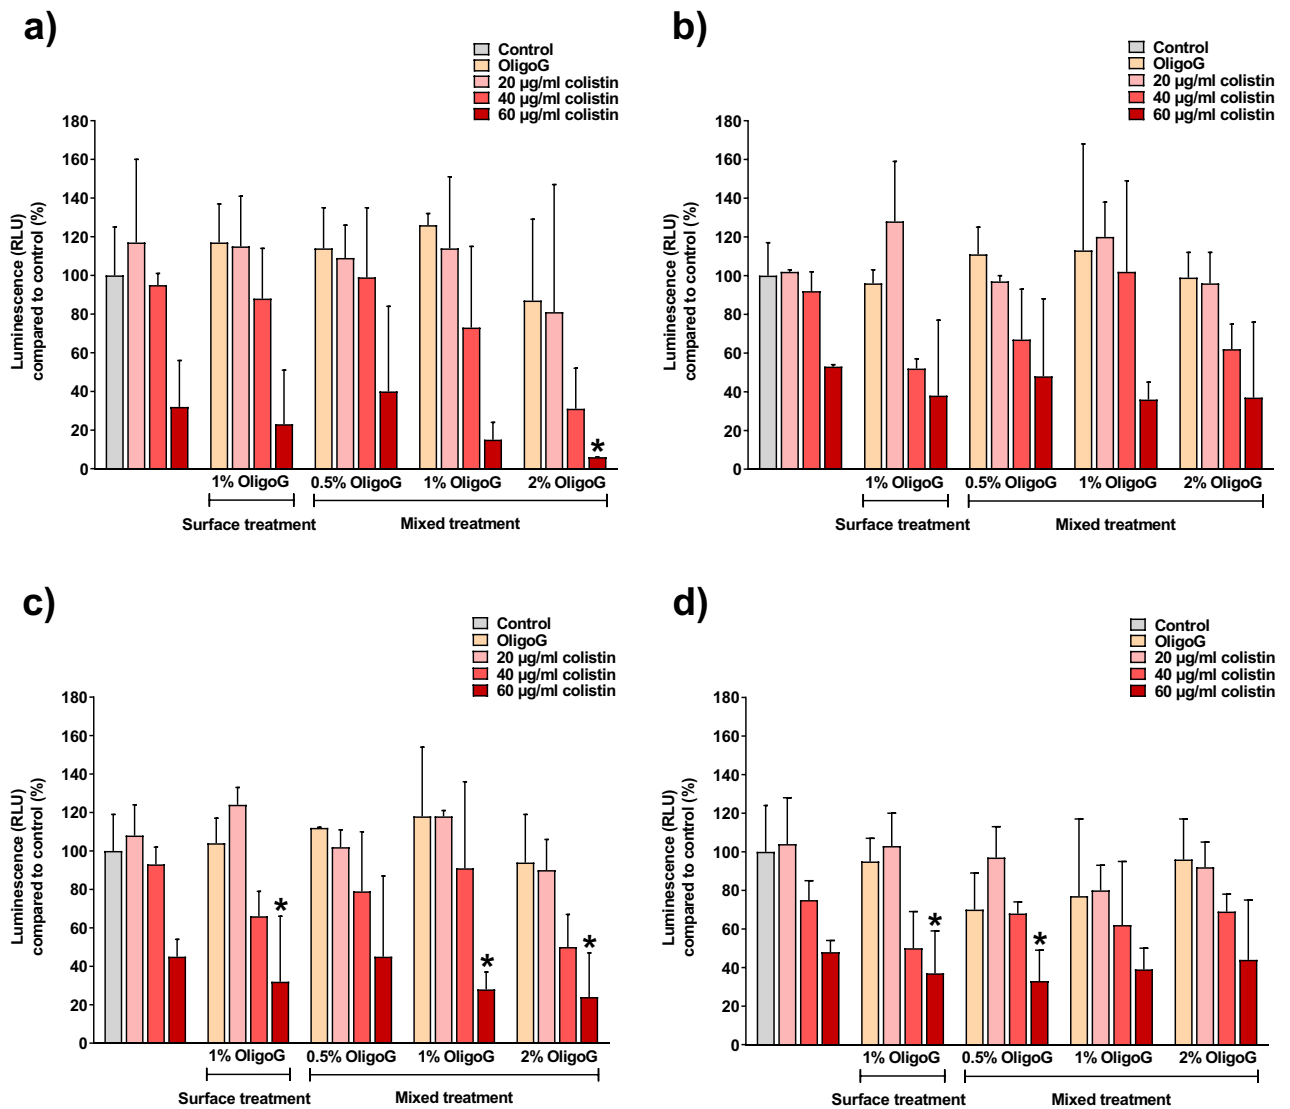 a)
Control
OligoG
20 µg/ml colistin
40 µg/ml colistin
60 µg/ml colistin
Luminescence (RLU)
compared to control (%)
180
160
140
120
100
80
60
40
20
0
*
1% OligoG
0.5% OligoG
1% OligoG
2% OligoG
Surface treatment
Mixed treatment
b)
Control
OligoG
20 µg/ml colistin
40 µg/ml colistin
60 µg/ml colistin
Luminescence (RLU)
compared to control (%)
180
160
140
120
100
80
60
40
20
0
1% OligoG
0.5% OligoG
1% OligoG
2% OligoG
Surface treatment
Mixed treatment
c)
Control
OligoG
20 µg/ml colistin
40 µg/ml colistin
60 µg/ml colistin
Luminescence (RLU)
compared to control (%)
180
160
140
120
100
80
60
40
20
0
*
*
*
1% OligoG
0.5% OligoG
1% OligoG
2% OligoG
Surface treatment
Mixed treatment
d)
Control
OligoG
20 µg/ml colistin
40 µg/ml colistin
60 µg/ml colistin
Luminescence (RLU)
compared to control (%)
180
160
140
120
100
80
60
40
20
0
*
*
1% OligoG
0.5% OligoG
1% OligoG
2% OligoG
Surface treatment
Mixed treatment